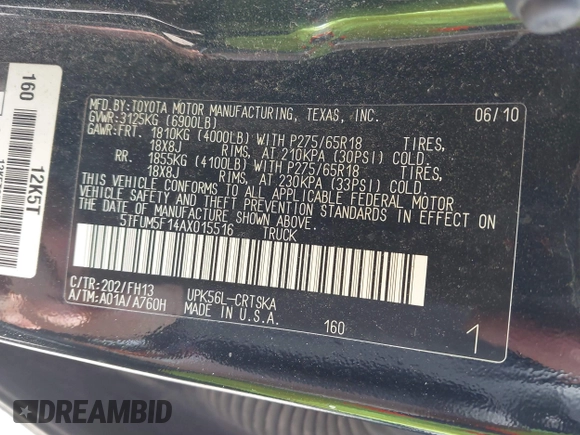 MFD.BY:TOYOTA MOTOR MANUFACTURING, TEXAS, INC. 06/10
GVWR:3125KG (6900LB)
GAWR:FRT. 1810KG (4000LB) WITH P275/65R18 TIRES,
18X8J RIMS, AT 210KPA (30PSI) COLD.
RR. 1855KG (4100LB) WITH P275/65R18 TIRES,
18X8J RIMS, AT 230KPA (33PSI) COLD.
THIS VEHICLE CONFORMS TO ALL APPLICABLE FEDERAL MOTOR
VEHICLE SAFETY AND THEFT PREVENTION STANDARDS IN EFFECT ON
THE DATE OF MANUFACTURE SHOWN ABOVE.
5TFUM5F14AX015516 TRUCK
C/TR:202/FH13 UPK56L-CRTSKA
A/TM:A01A/A760H MADE IN U.S.A. 160 1
160
12K5T
DREAMBID